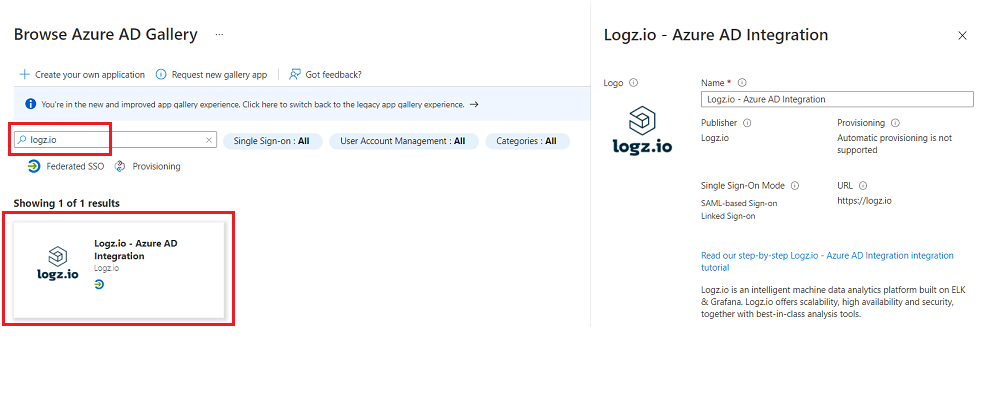 Browse Azure AD Gallery ...
Create your own application Request new gallery app Got feedback?
You're in the new and improved app gallery experience. Click here to switch back to the legacy app gallery experience. →
logz.io
Single Sign-on : All User Account Management : All Categories : All
Federated SSO Provisioning
Showing 1 of 1 results
logz.io
Logz.io - Azure AD
Integration
Logz.io
Logz.io - Azure AD Integration
Logo
logz.io
Name *
Logz.io - Azure AD Integration
Publisher
Logz.io
Provisioning
Automatic provisioning is not
supported
Single Sign-On Mode
SAML-based Sign-on
Linked Sign-on
URL
https://logz.io
Read our step-by-step Logz.io - Azure AD Integration integration
tutorial
Logz.io is an intelligent machine data analytics platform built on ELK
& Grafana. Logz.io offers scalability, high availability and security,
together with best-in-class analysis tools.